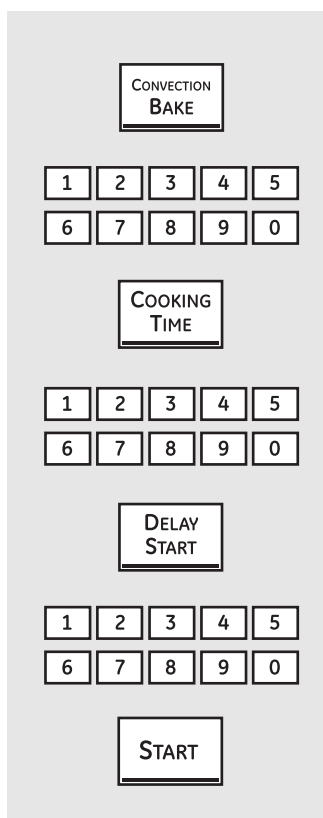 CONVECTION
BAKE
1 2 3 4 5
6 7 8 9 0
COOKING
TIME
1 2 3 4 5
6 7 8 9 0
DELAY
START
1 2 3 4 5
6 7 8 9 0
START